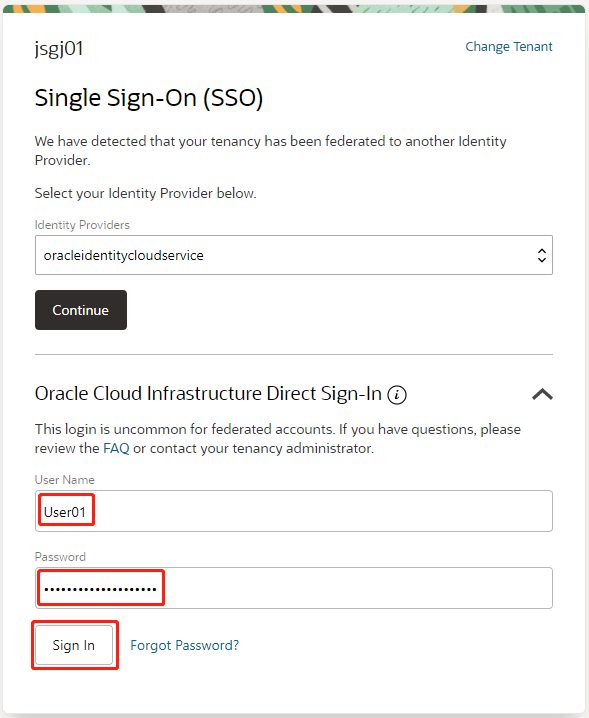 jsgj01
Change Tenant
Single Sign-On (SSO)
We have detected that your tenancy has been federated to another Identity
Provider.
Select your Identity Provider below.
Identity Providers
oracleidentitycloudservice
Continue
Oracle Cloud Infrastructure Direct Sign-In i
This login is uncommon for federated accounts. If you have questions, please
review the FAQ or contact your tenancy administrator.
User Name
User01
Password
••••••••••••••••••••
Sign In
Forgot Password?